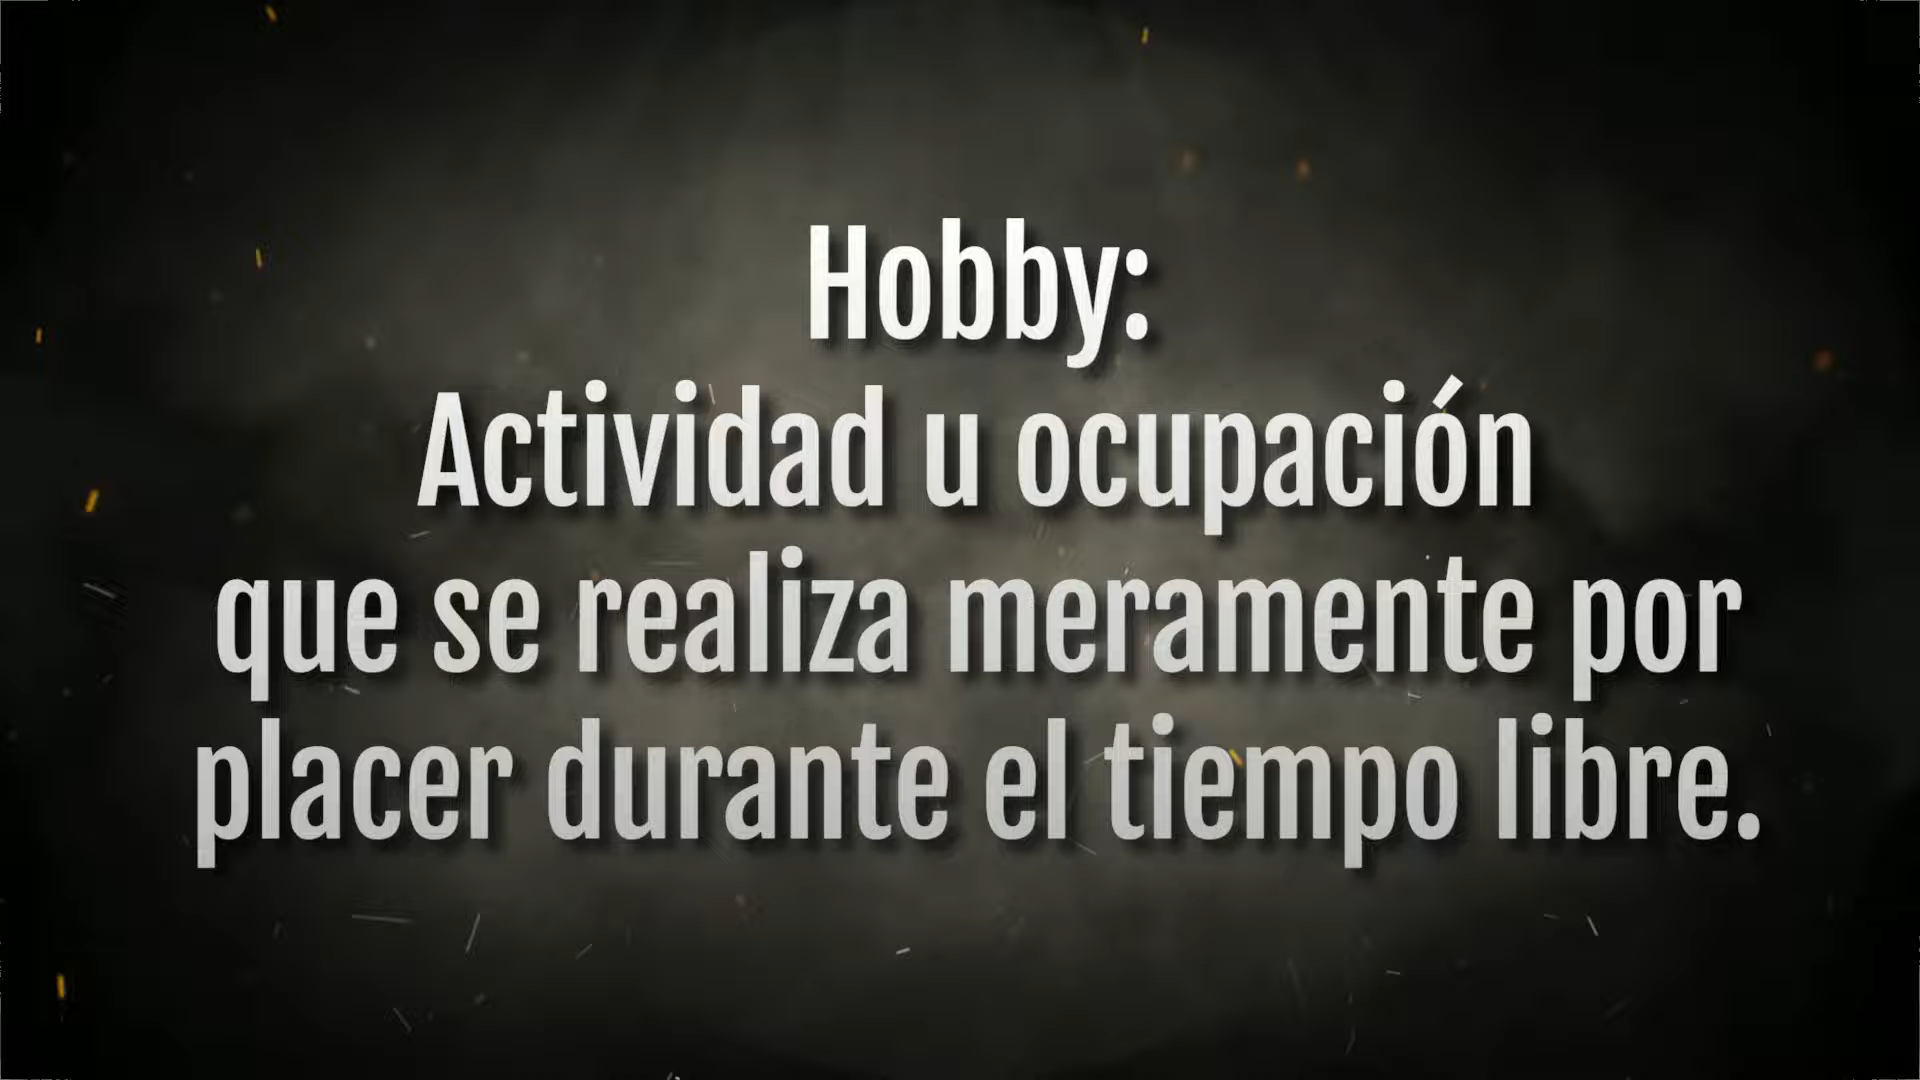 Hobby:
Actividad u ocupación
que se realiza meramente por
placer durante el tiempo libre.